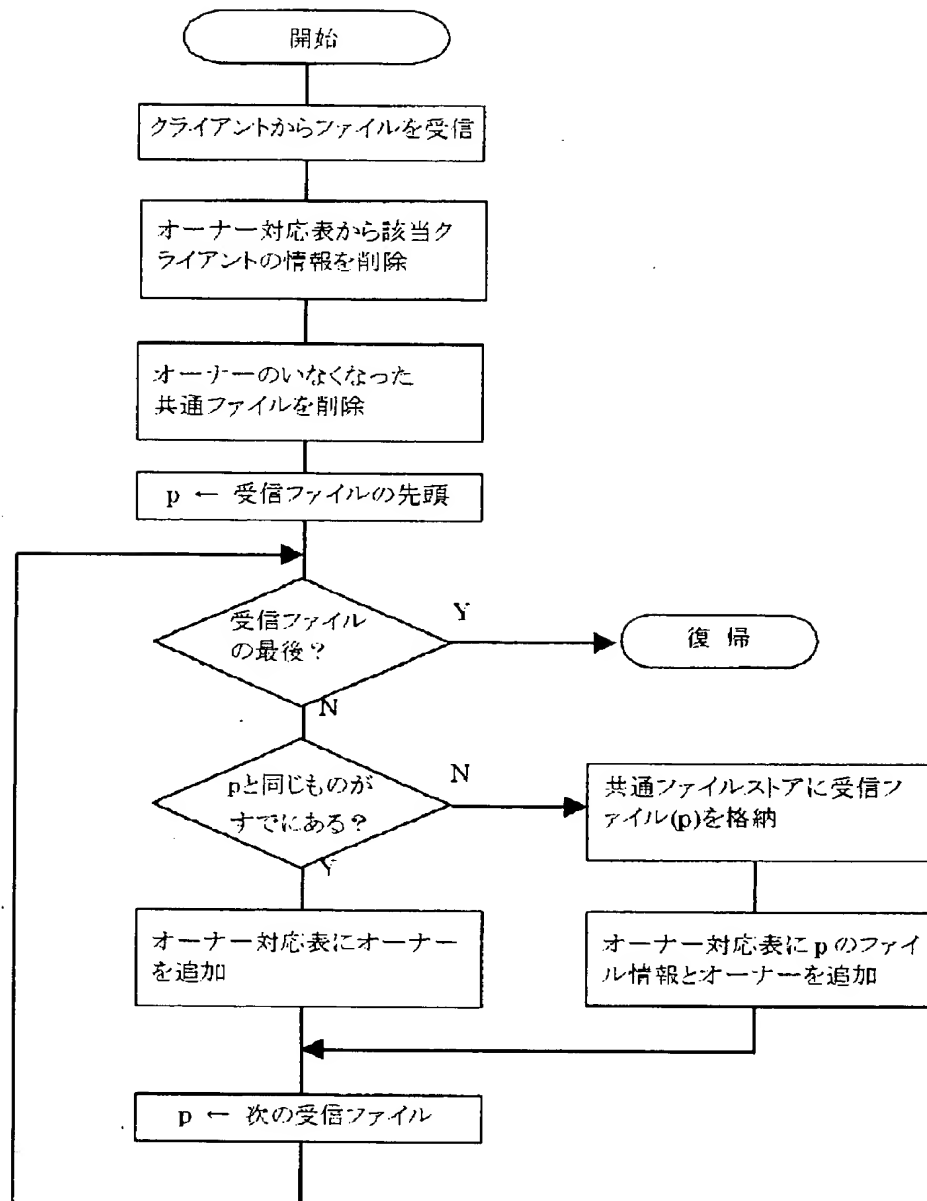 開始
クライアントからファイルを受信
オーナー対応表から該当ク
ライアントの情報を削除
オーナーのいなくなった
共通ファイルを削除
p ← 受信ファイルの先頭
受信ファイル
の最後?
Y
復 帰
N
pと同じものが
すでにある?
N
共通ファイルストアに受信フ
ァイル(p)を格納
Y
オーナー対応表にオーナー
を追加
オーナー対応表に p のファイ
ル情報とオーナーを追加
p ← 次の受信ファイル